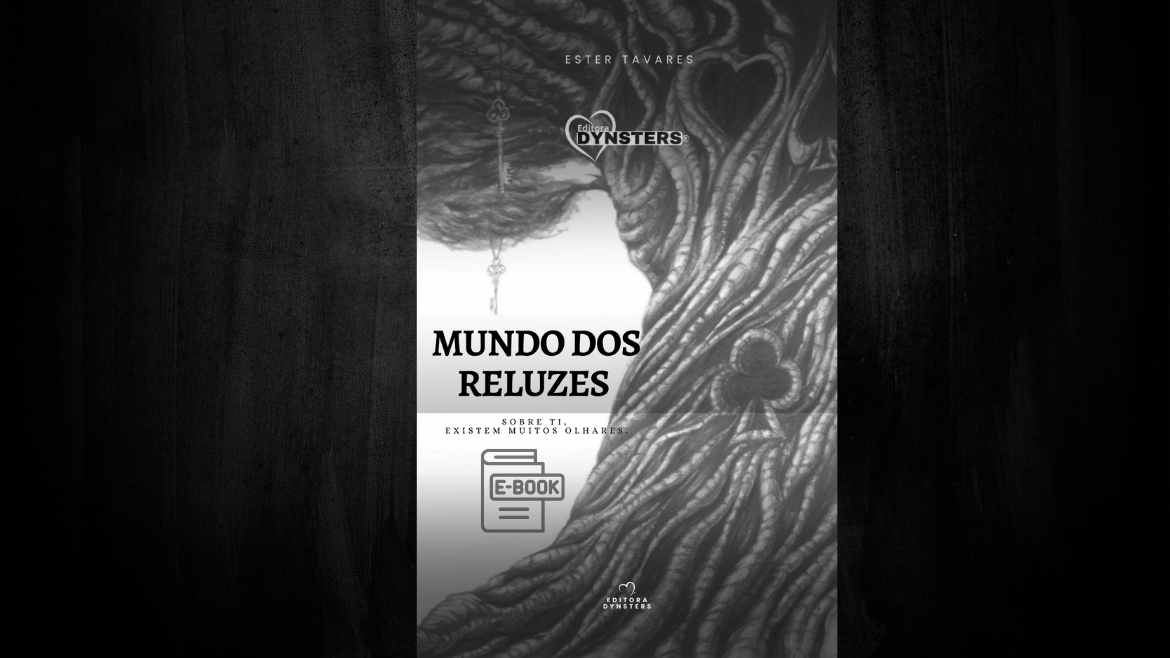 ESTER TAVARES
Editora
DYNSTERS®
MUNDO DOS
RELUZES
SOBRE TI,
EXISTEM MUITOS OLHARES.
E-BOOK
EDITORA
DYNSTERS